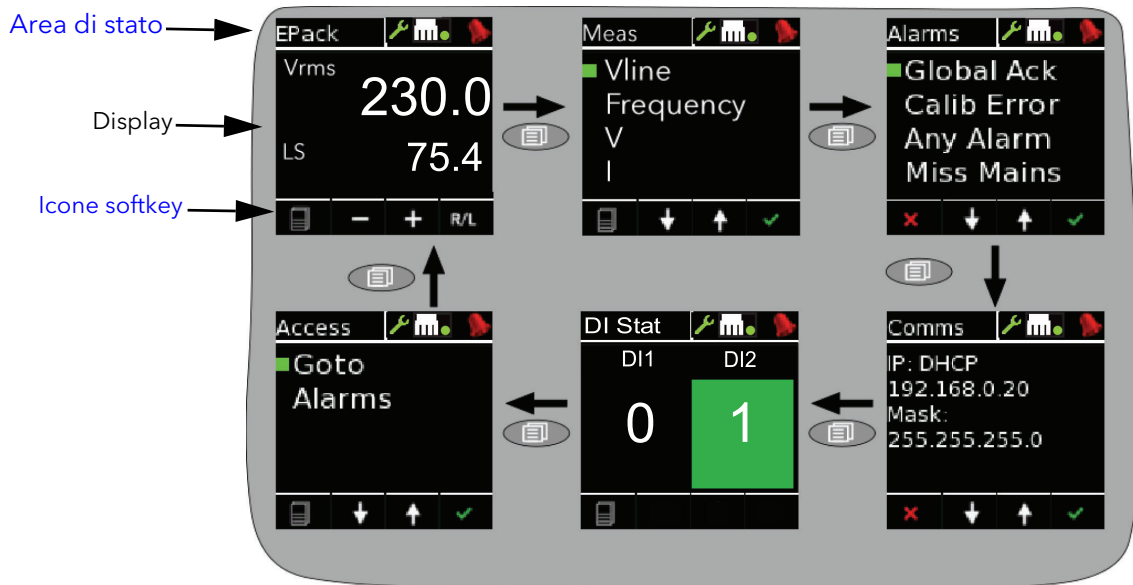 Area di stato
Display
Icone softkey
EPack
Vrms
230.0
LS
75.4
R/L
Meas
Vline
Frequency
V
I
Alarms
Global Ack
Calib Error
Any Alarm
Miss Mains
Access
Goto
Alarms
DI Stat
DI1 DI2
0 1
Comms
IP: DHCP
192.168.0.20
Mask:
255.255.255.0